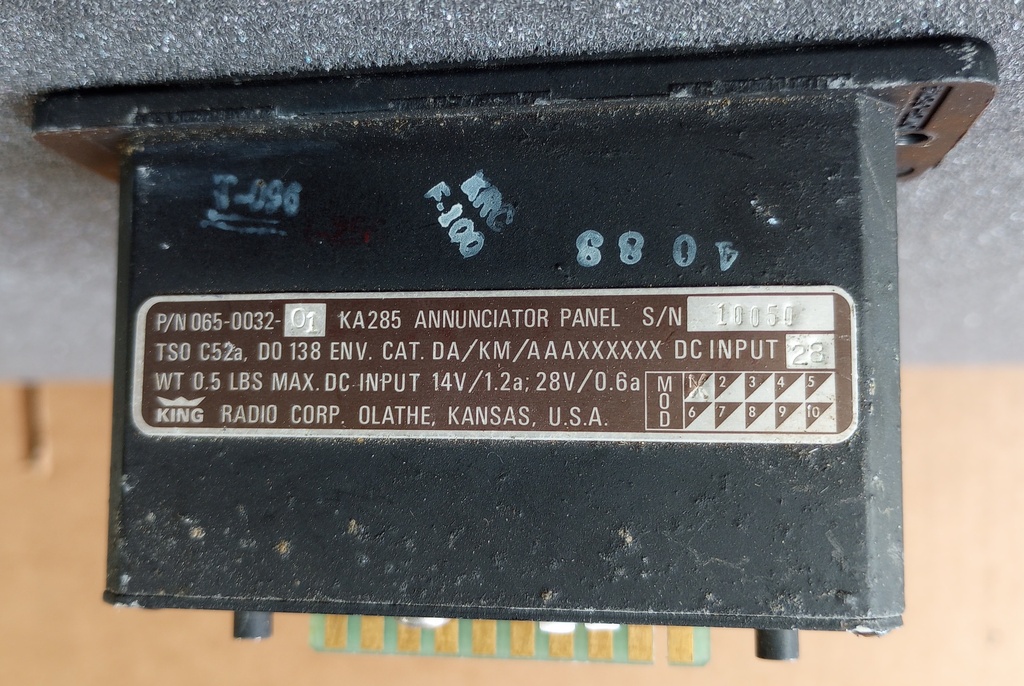 J-096
KRC
F-100
4088
P/N 065-0032- 01 KA285 ANNUNCIATOR PANEL S/N 10050
TSO C52a, DO 138 ENV. CAT. DA/KM/AAAXXXXXX DC INPUT 28
WT 0.5 LBS MAX. DC INPUT 14V/1.2a; 28V/0.6a
MOD 1 2 3 4 5
6 7 8 9 10
KING RADIO CORP. OLATHE, KANSAS, U.S.A.